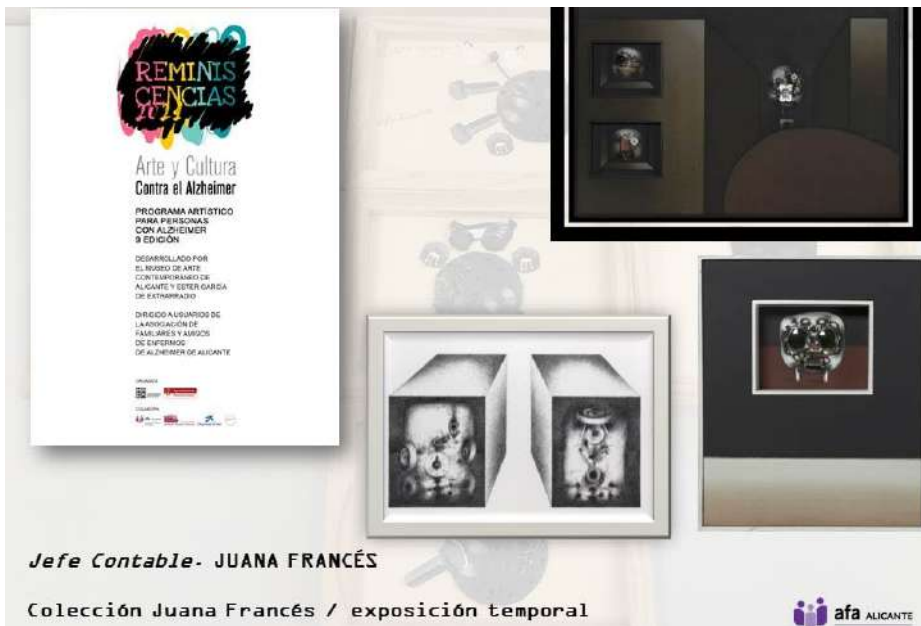 REMINIS
CENCIAS
Arte y Cultura
Contra el Alzheimer
PROGRAMA ARTÍSTICO
PARA PERSONAS
CON ALZHEIMER
9 EDICIÓN
DESARROLLADO POR
EL MUSEO DE ARTE
CONTEMPORÁNEO DE
ALICANTE Y ESTER GARCÍA
DE EXTRARRADIO
DIRIGIDO A USUARIOS DE
LA ASOCIACIÓN DE
FAMILIARES Y AMIGOS
DE ENFERMOS
DE ALZHEIMER DE ALICANTE
Jefe Contable. JUANA FRANCÉS
Colección Juana Francés / exposición temporal
afa ALICANTE